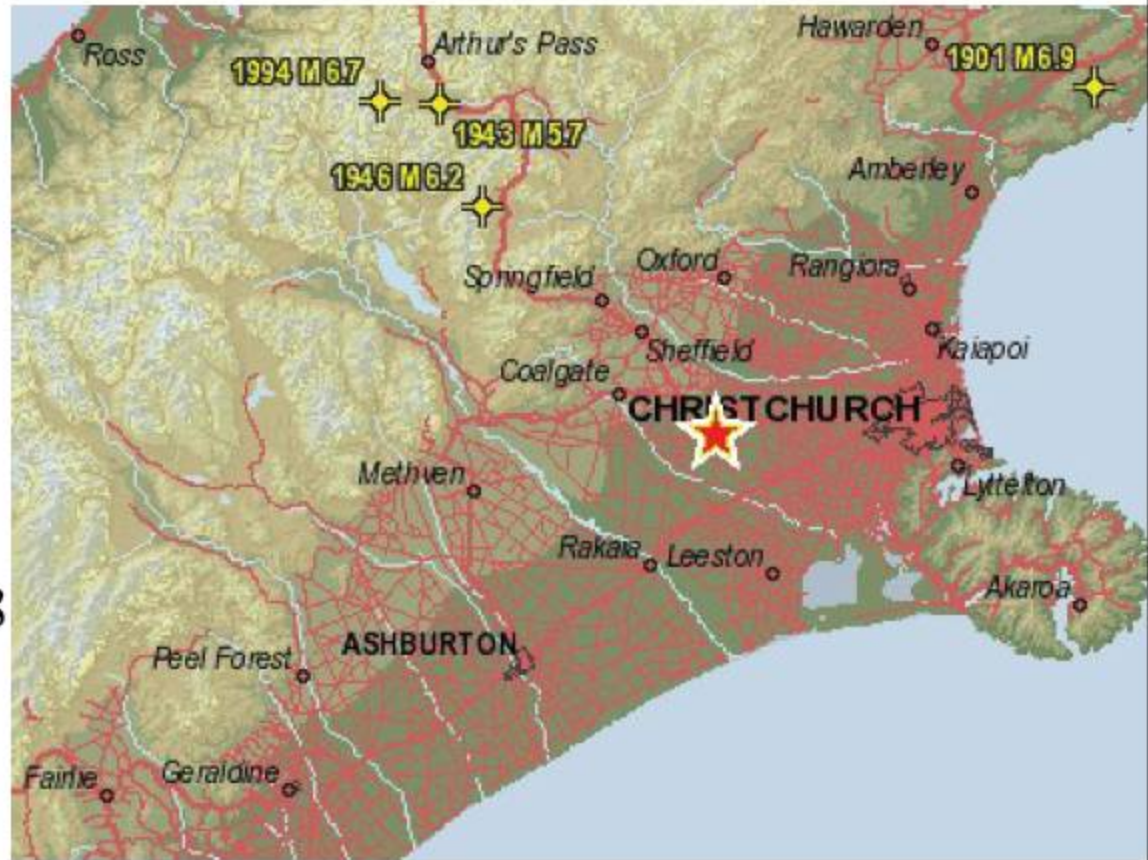 Hawarden
Ross
Arthur's Pass
1901 M6.9
1994 M6.7
1943 M5.7
1946 M6.2
Amberley
Springfield
Oxford
Rangiora
Sheffield
Kaiapoi
Coalgate
CHRISTCHURCH
Methven
Lyttelton
Rakaia
Leeston
Akaroa
ASHBURTON
Peel Forest
Fairlie
Geraldine